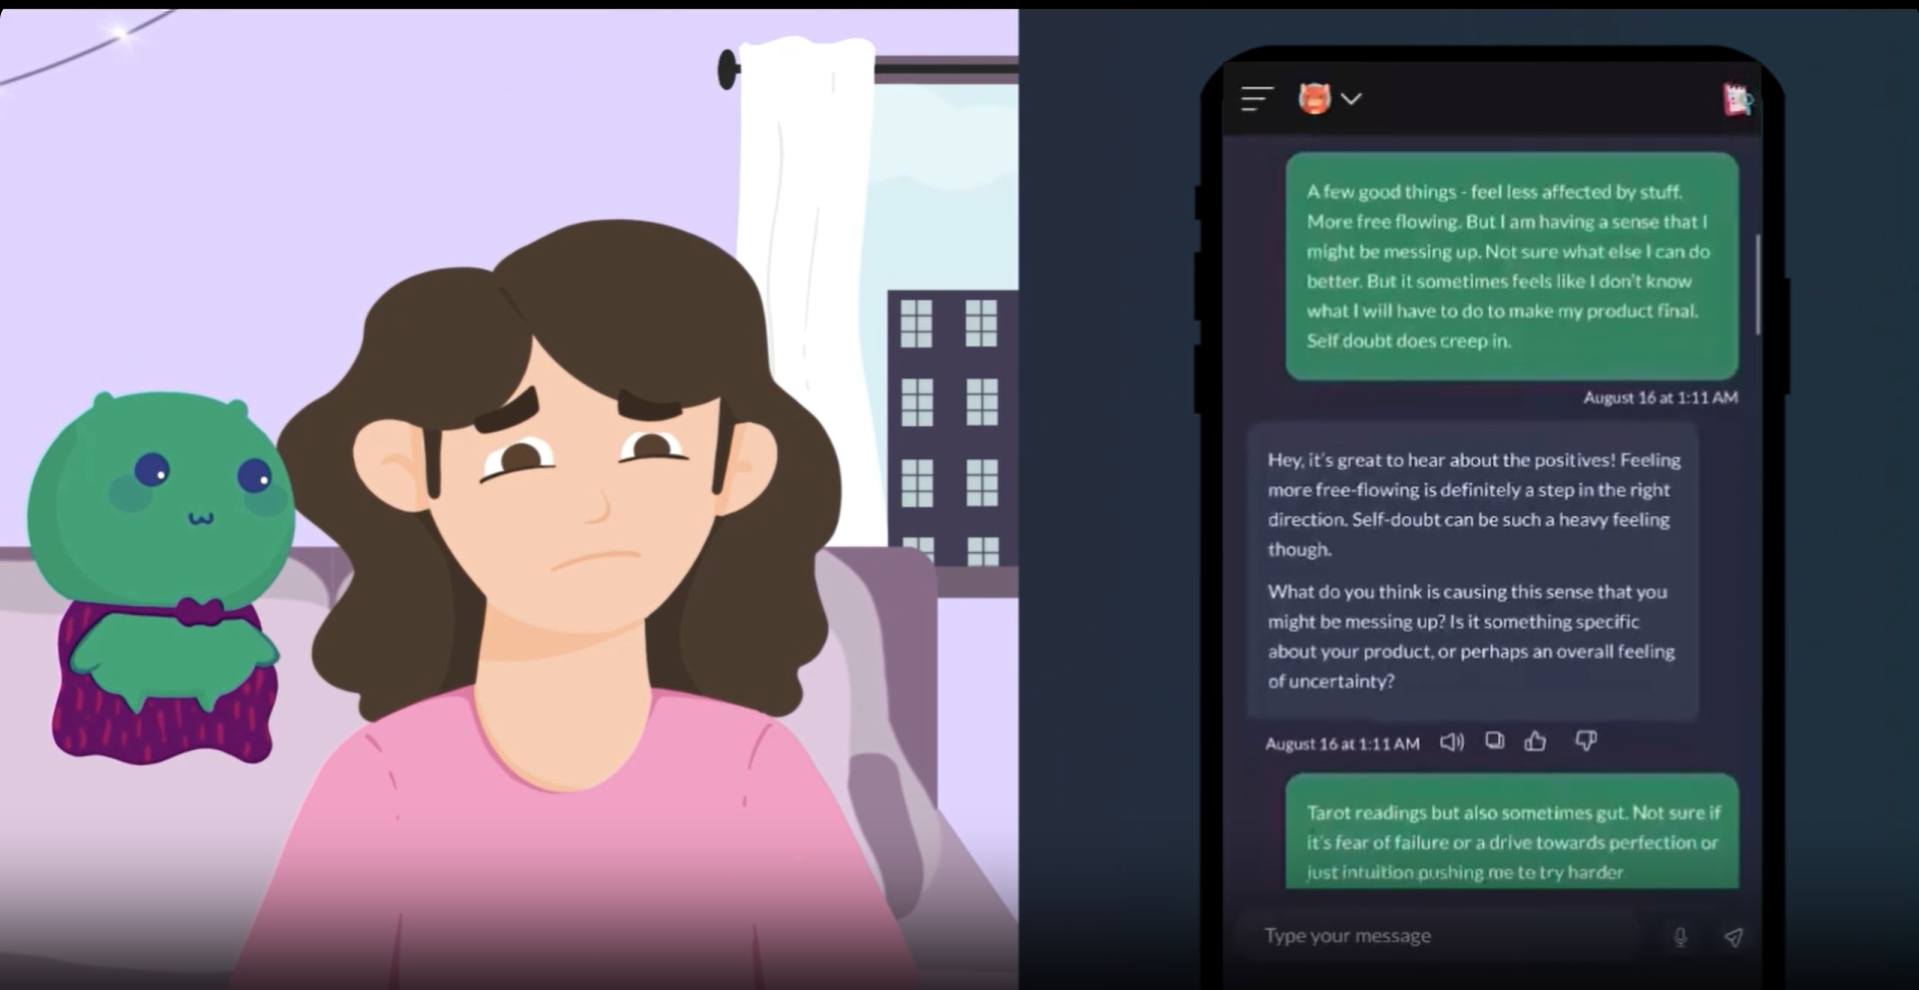 A few good things - feel less affected by stuff.
More free flowing. But I am having a sense that I
might be messing up. Not sure what else I can do
better. But it sometimes feels like I don't know
what I will have to do to make my product final.
Self doubt does creep in.
August 16 at 1:11 AM
Hey, it's great to hear about the positives! Feeling
more free-flowing is definitely a step in the right
direction. Self-doubt can be such a heavy feeling
though.
What do you think is causing this sense that you
might be messing up? Is it something specific
about your product, or perhaps an overall feeling
of uncertainty?
August 16 at 1:11 AM
Tarot readings but also sometimes gut. Not sure if
it's fear of failure or a drive towards perfection or
just intuition pushing me to try harder
Type your message